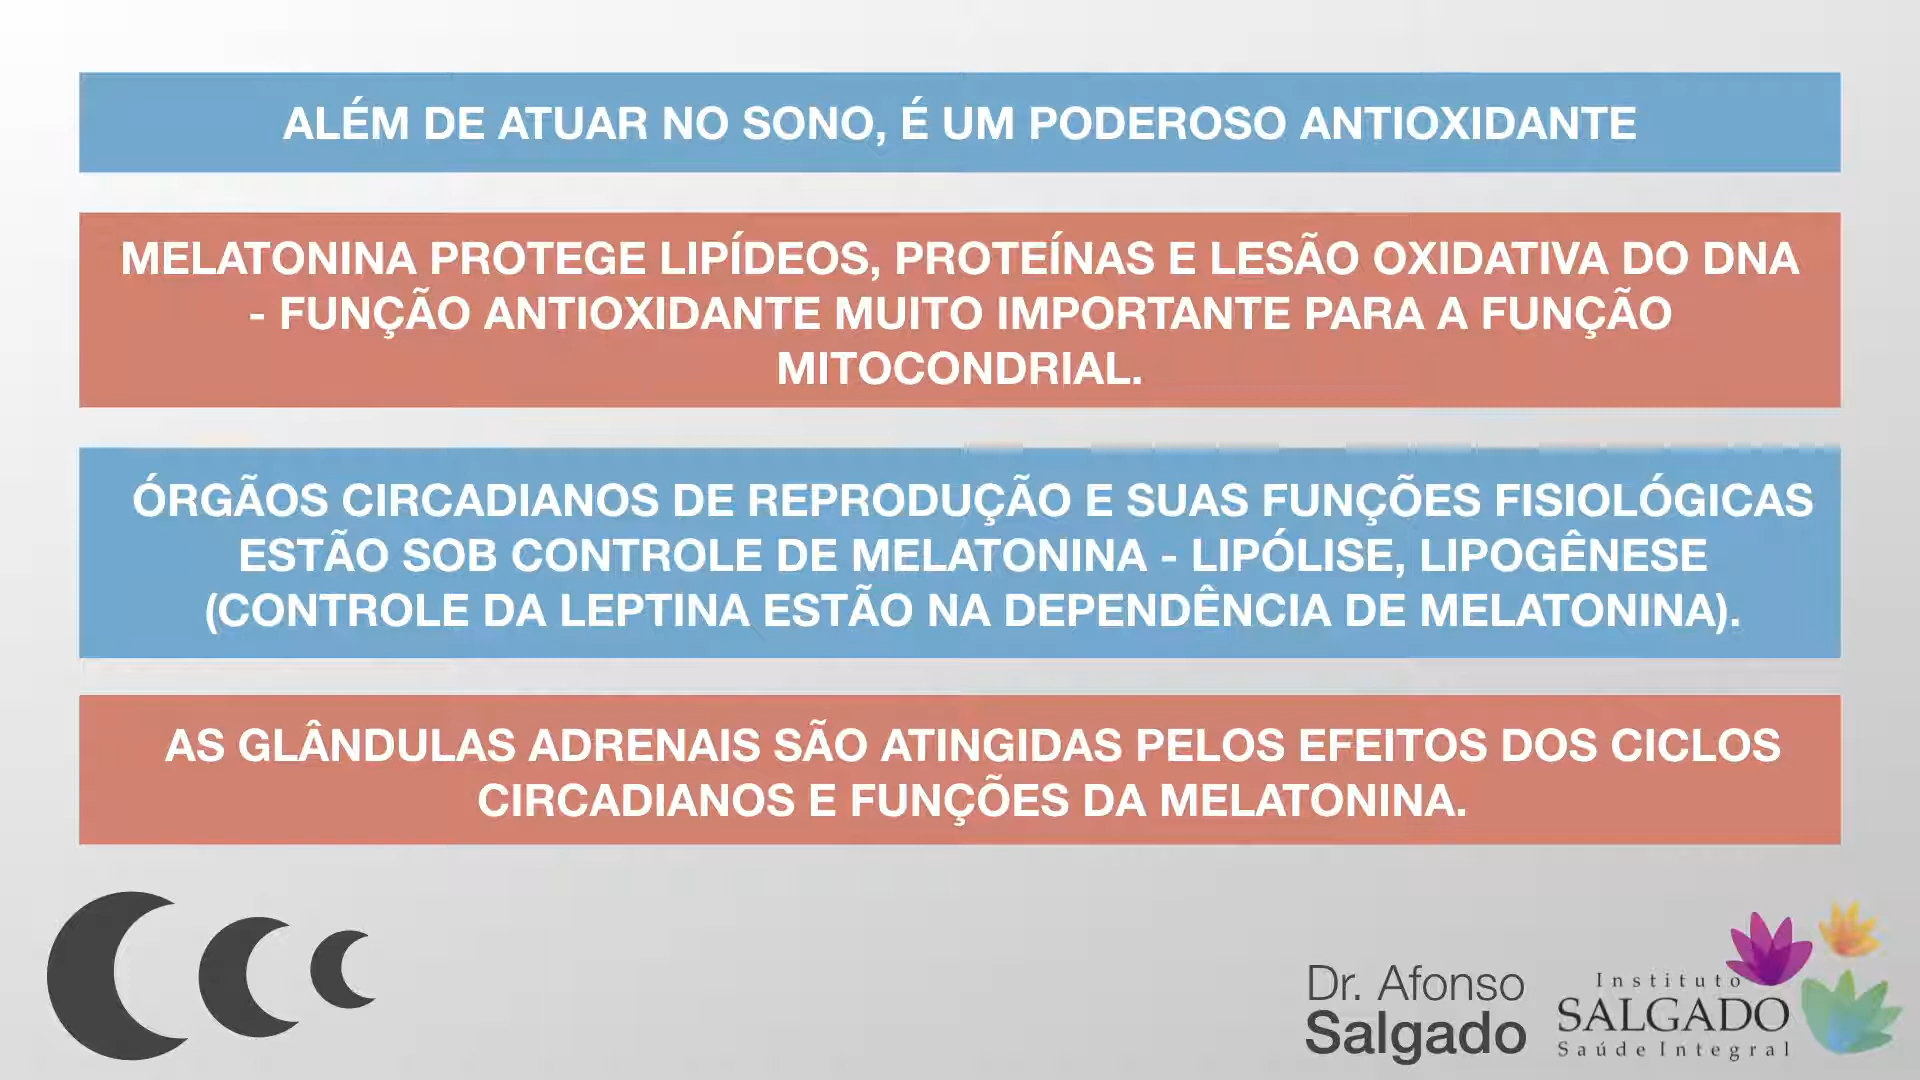 ALÉM DE ATUAR NO SONO, É UM PODEROSO ANTIOXIDANTE
MELATONINA PROTEGE LIPÍDEOS, PROTEÍNAS E LESÃO OXIDATIVA DO DNA
- FUNÇÃO ANTIOXIDANTE MUITO IMPORTANTE PARA A FUNÇÃO
MITOCONDRIAL.
ÓRGÃOS CIRCADIANOS DE REPRODUÇÃO E SUAS FUNÇÕES FISIOLÓGICAS
ESTÃO SOB CONTROLE DE MELATONINA - LIPÓLISE, LIPOGÊNESE
(CONTROLE DA LEPTINA ESTÃO NA DEPENDÊNCIA DE MELATONINA).
AS GLÂNDULAS ADRENAIS SÃO ATINGIDAS PELOS EFEITOS DOS CICLOS
CIRCADIANOS E FUNÇÕES DA MELATONINA.
Dr. Afonso
Salgado
Instituto
SALGADO
Saúde Integral